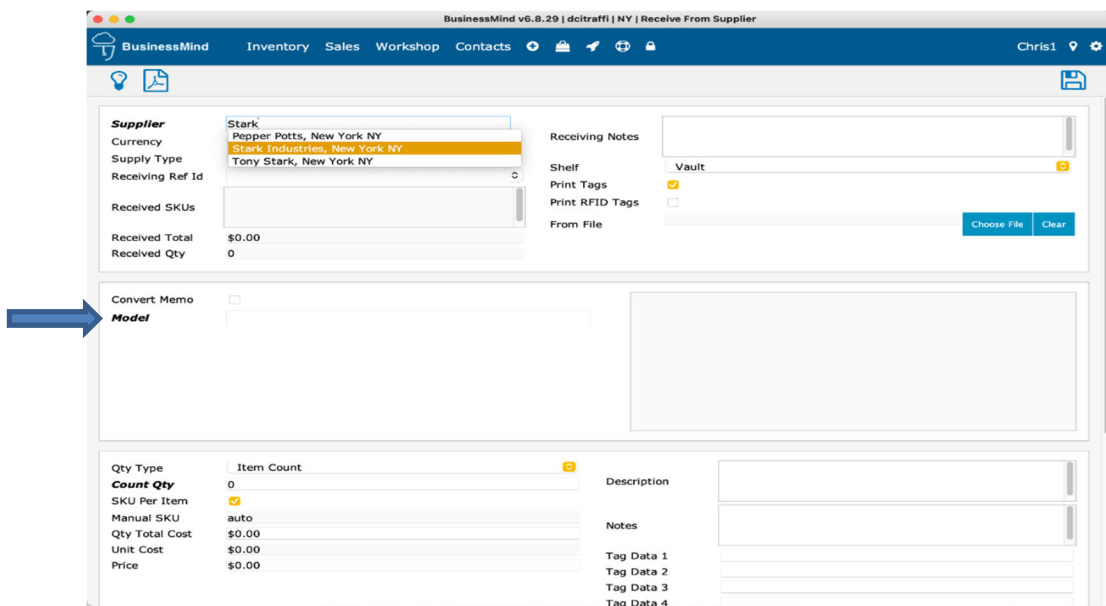 BusinessMind v6.8.29 | dcitraffi | NY | Receive From Supplier
BusinessMind Inventory Sales Workshop Contacts Chris1
Supplier Stark
Pepper Potts, New York NY
Stark Industries, New York NY
Tony Stark, New York NY
Currency
Supply Type
Receiving Ref Id
Received SKUs
Received Total $0.00
Received Qty 0
Receiving Notes
Shelf Vault
Print Tags
Print RFID Tags
From File Choose File Clear
Convert Memo
Model
Qty Type Item Count
Count Qty 0
SKU Per Item
Manual SKU auto
Qty Total Cost $0.00
Unit Cost $0.00
Price $0.00
Description
Notes
Tag Data 1
Tag Data 2
Tag Data 3
Tag Data 4